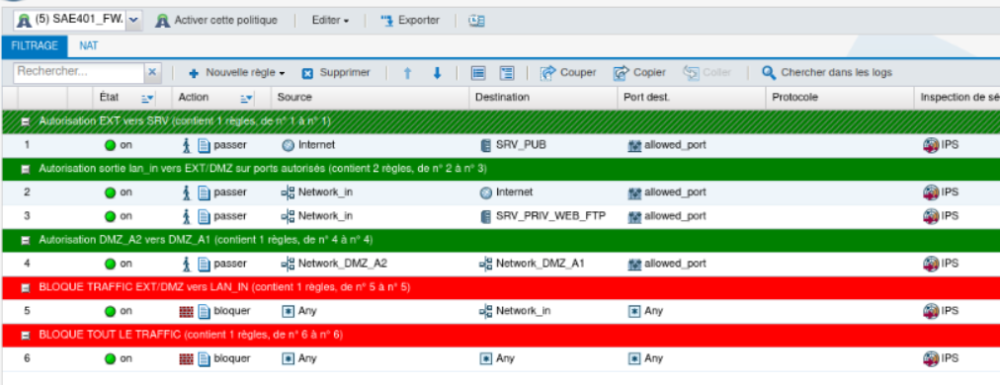 (5) SAE401_FW. Activer cette politique Editer Exporter
FILTRAGE NAT
Rechercher... Nouvelle règle Supprimer Couper Copier Coller Chercher dans les logs
État Action Source Destination Port dest. Protocole Inspection de sé
Autorisation EXT vers SRV (contient 1 règles, de n° 1 à n° 1)
1 on passer Internet SRV_PUB allowed_port IPS
Autorisation sortie lan_in vers EXT/DMZ sur ports autorisés (contient 2 règles, de n° 2 à n° 3)
2 on passer Network_in Internet allowed_port IPS
3 on passer Network_in SRV_PRIV_WEB_FTP allowed_port IPS
Autorisation DMZ_A2 vers DMZ_A1 (contient 1 règles, de n° 4 à n° 4)
4 on passer Network_DMZ_A2 Network_DMZ_A1 allowed_port IPS
BLOQUE TRAFFIC EXT/DMZ vers LAN_IN (contient 1 règles, de n° 5 à n° 5)
5 on bloquer Any Network_in Any IPS
BLOQUE TOUT LE TRAFFIC (contient 1 règles, de n° 6 à n° 6)
6 on bloquer Any Any Any IPS